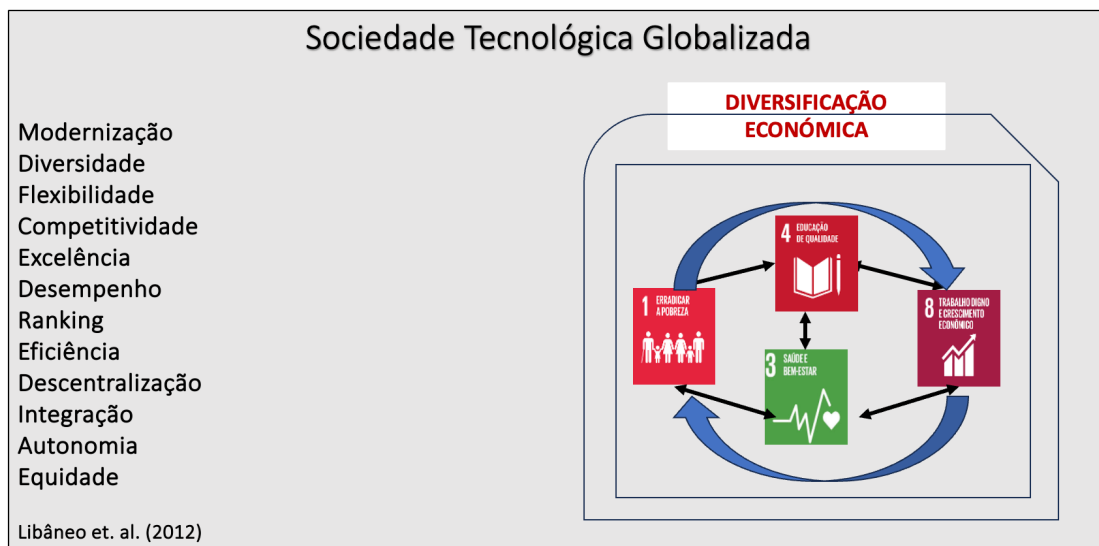 Sociedade Tecnológica Globalizada
Modernização
Diversidade
Flexibilidade
Competitividade
Excelência
Desempenho
Ranking
Eficiência
Descentralização
Integração
Autonomia
Equidade
Libâneo et. al. (2012)
DIVERSIFICAÇÃO
ECONÓMICA
4 EDUCAÇÃO
DE QUALIDADE
1 ERRADICAR
A POBREZA
8 TRABALHO DIGNO
E CRESCIMENTO
ECONÔMICO
3 SAÚDE E
BEM-ESTAR